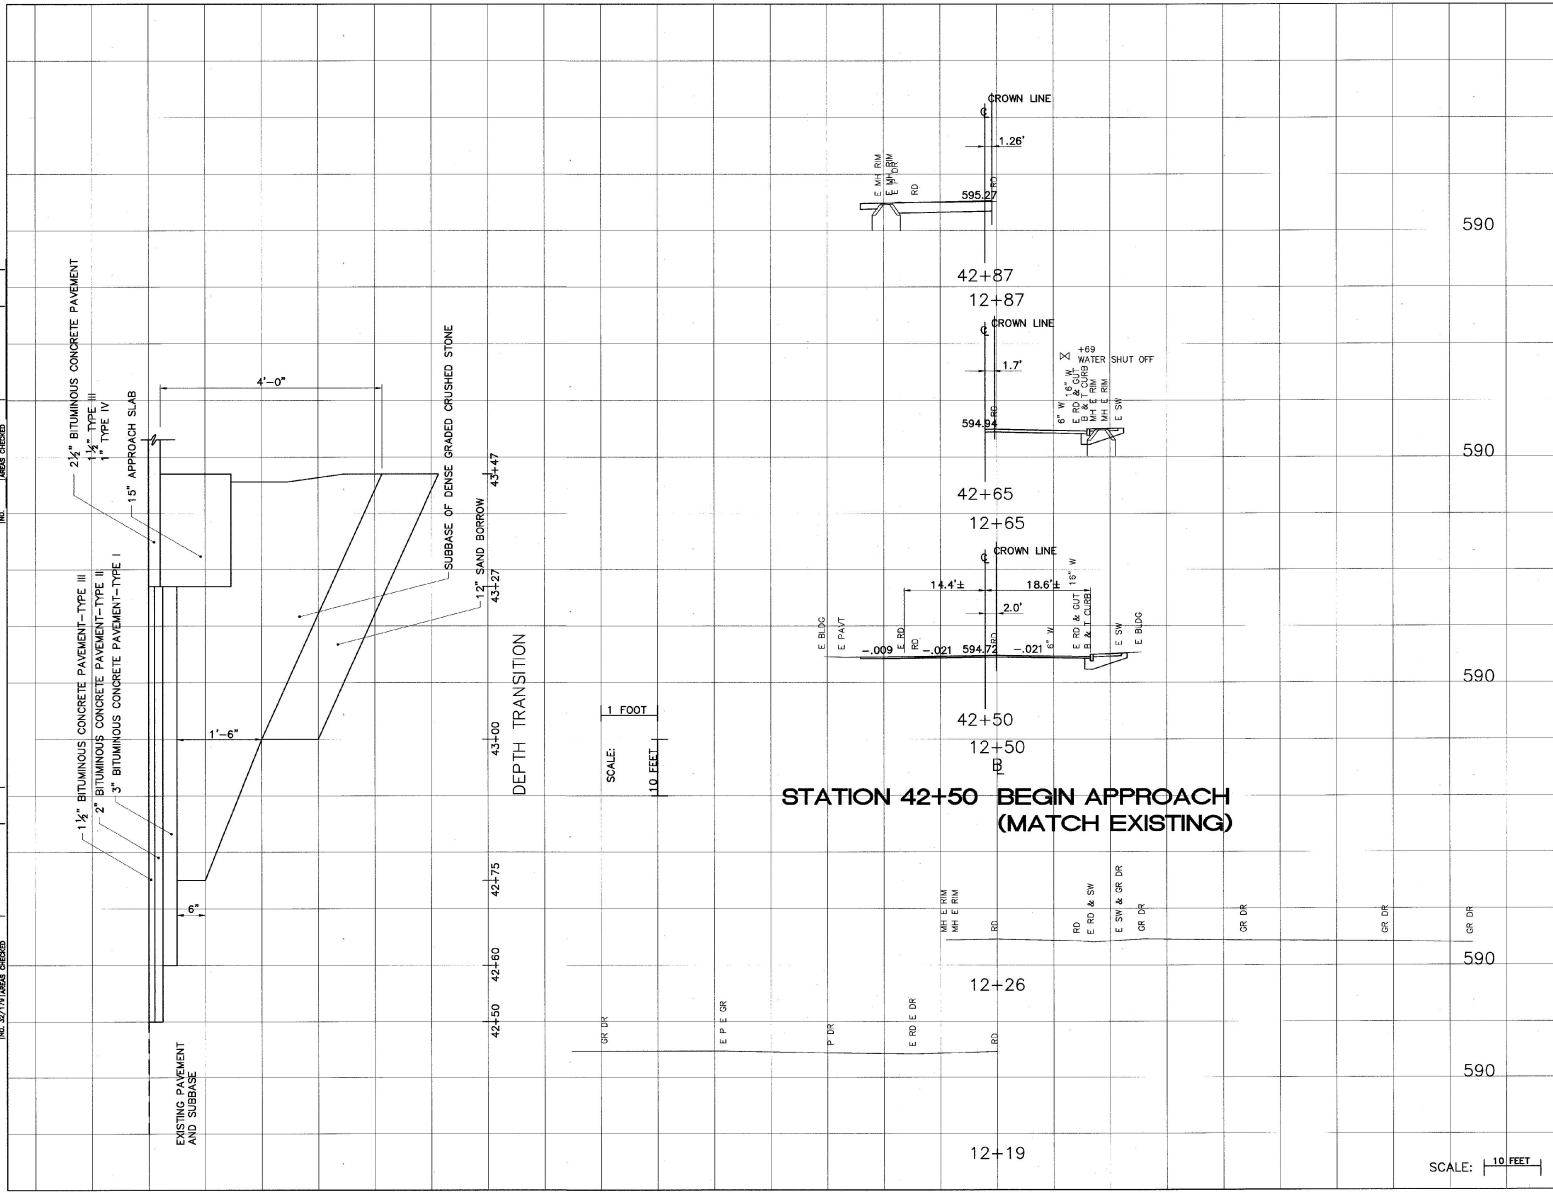 CROWN LINE
℄
1.26'
E MH RIM
E MH RIM
E P DR
RD
RD
595.27
590
42+87
12+87
CROWN LINE
℄
1.7'
+69
WATER SHUT OFF
6" W
16" W
E RD & GUT
B & T CURB
MH E RIM
MH E RIM
E SW
RD
594.94
590
42+65
12+65
CROWN LINE
℄
14.4'±
18.6'±
2.0'
E BLDG
E PAVT
E RD
RD
RD
6" W
16" W
E RD & GUT
B & T CURB
E SW
E BLDG
-.009
-.021
594.72
-.021
590
42+50
12+50
STATION 42+50 BEGIN APPROACH
(MATCH EXISTING)
MH E RIM
MH E RIM
RD
RD
E RD & SW
E SW & GR DR
GR DR
GR DR
GR DR
GR DR
590
12+26
GR DR
E P E GR
P DR
E RD E DR
RD
590
12+19
SCALE:
10 FEET
2½" BITUMINOUS CONCRETE PAVEMENT
1½" TYPE III
1" TYPE IV
15" APPROACH SLAB
4'-0"
SUBBASE OF DENSE GRADED CRUSHED STONE
12" SAND BORROW
1½" BITUMINOUS CONCRETE PAVEMENT-TYPE III
2" BITUMINOUS CONCRETE PAVEMENT-TYPE II
3" BITUMINOUS CONCRETE PAVEMENT-TYPE I
1'-6"
6"
43+47
43+27
43+00
42+75
42+60
42+50
DEPTH TRANSITION
SCALE:
1 FOOT
10 FEET
EXISTING PAVEMENT
AND SUBBASE
AREAS CHECKED
NO.
AREAS CHECKED